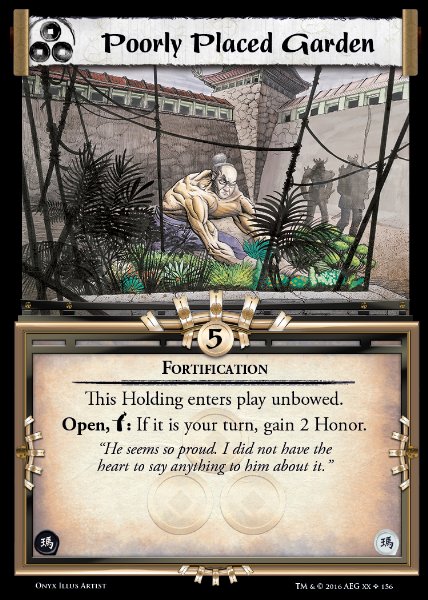 Poorly Placed Garden
5
Fortification
This Holding enters play unbowed.
Open, : If it is your turn, gain 2 Honor.
"He seems so proud. I did not have the
heart to say anything to him about it."
瑪 瑪
Onyx Illus Artist TM & © 2016 AEG XX ❖ 156